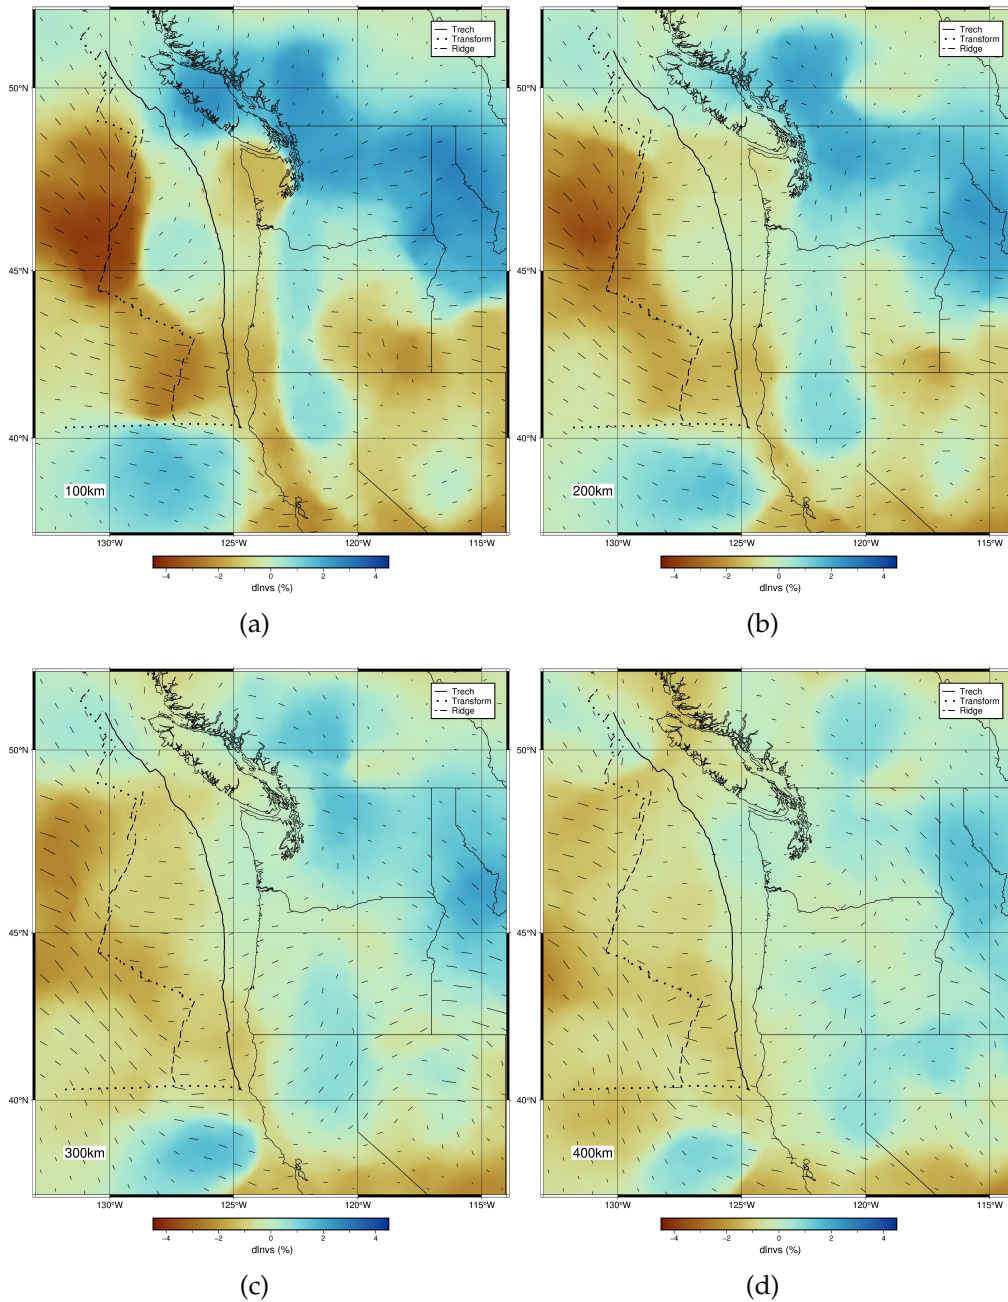 Trech
Transform
Ridge
50°N
45°N
40°N
100km
130°W 125°W 120°W 115°W
−4 −2 0 2 4
dlnvs (%)
(a)
Trech
Transform
Ridge
50°N
45°N
40°N
200km
130°W 125°W 120°W 115°W
−4 −2 0 2 4
dlnvs (%)
(b)
Trech
Transform
Ridge
50°N
45°N
40°N
300km
130°W 125°W 120°W 115°W
−4 −2 0 2 4
dlnvs (%)
(c)
Trech
Transform
Ridge
50°N
45°N
40°N
400km
130°W 125°W 120°W 115°W
−4 −2 0 2 4
dlnvs (%)
(d)